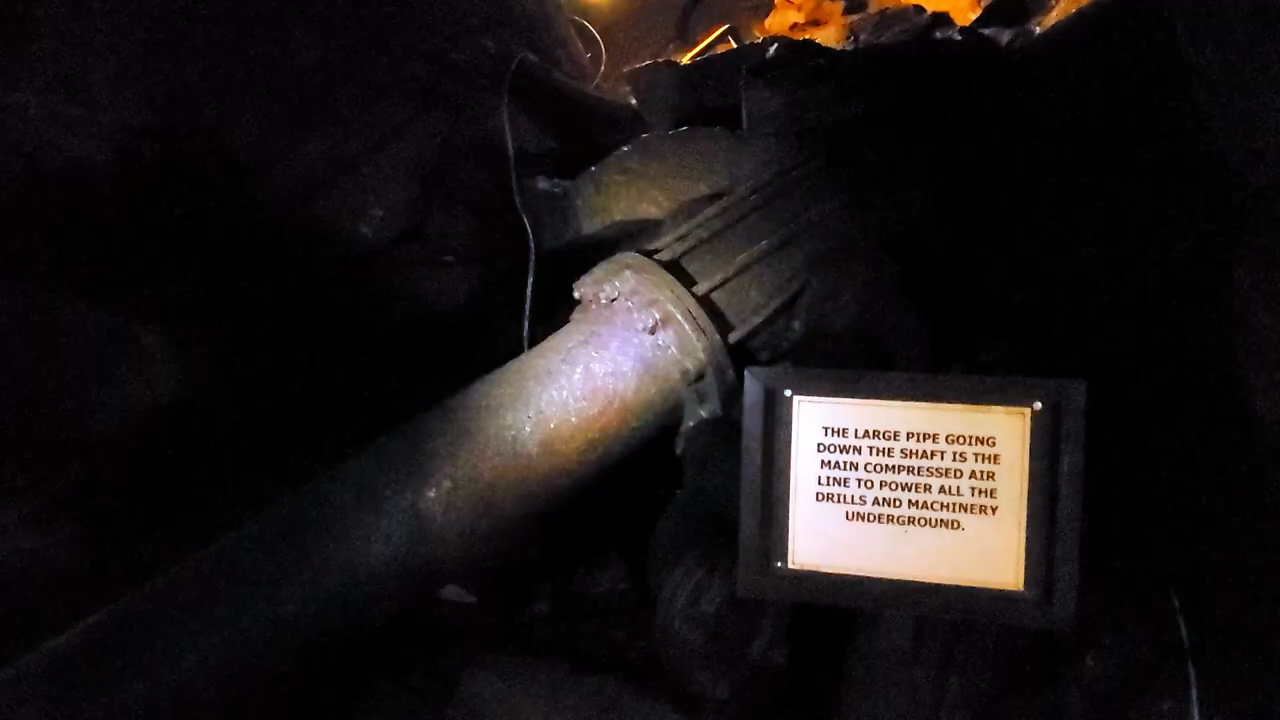 THE LARGE PIPE GOING
DOWN THE SHAFT IS THE
MAIN COMPRESSED AIR
LINE TO POWER ALL THE
DRILLS AND MACHINERY
UNDERGROUND.